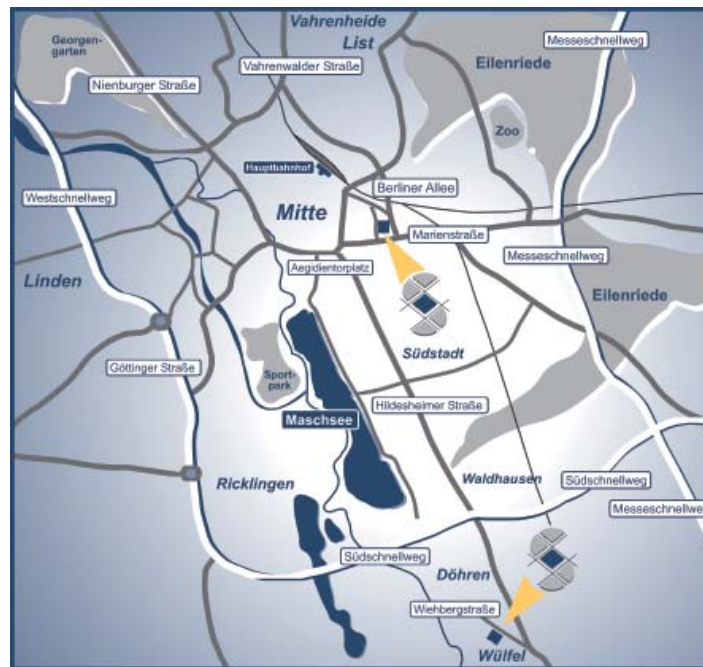 Vahrenheide
Georgen-
garten
List
Messeschnellweg
Vahrenwalder Straße
Eilenriede
Nienburger Straße
Zoo
Hauptbahnhof
Berliner Allee
Westschnellweg
Mitte
Marienstraße
Messeschnellweg
Aegidientorplatz
Linden
Eilenriede
Südstadt
Göttinger Straße
Sport-
park
Hildesheimer Straße
Maschsee
Waldhausen
Ricklingen
Südschnellweg
Messeschnellweg
Südschnellweg
Döhren
Wiehbergstraße
Wülfel